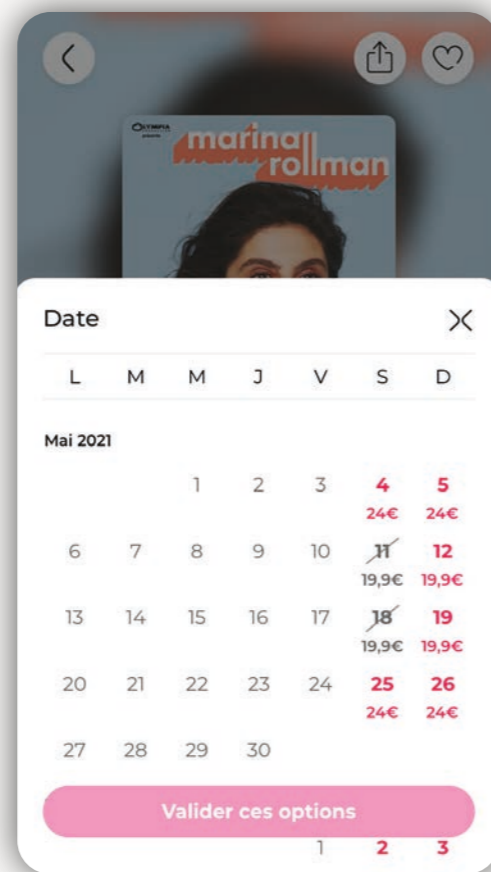 OLYMPIA
présente
marina
rollman
Date
L M M J V S D
Mai 2021
1 2 3 4 5
24€ 24€
6 7 8 9 10 11 12
19,9€ 19,9€
13 14 15 16 17 18 19
19,9€ 19,9€
20 21 22 23 24 25 26
24€ 24€
27 28 29 30
Valider ces options
1 2 3